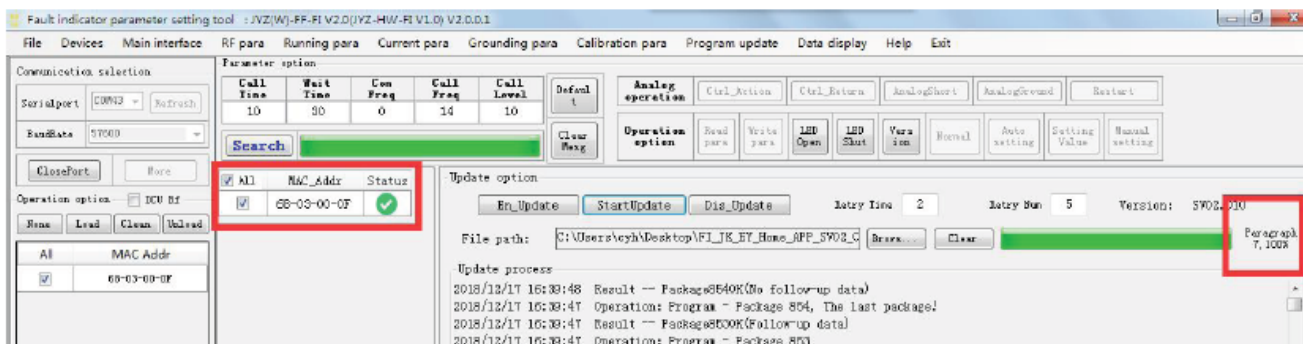 Fault indicator parameter setting tool : JYZ(W)-FF-FI V2.0(JYZ-HW-FI V1.0) V2.0.0.1
File Devices Main interface RF para Running para Current para Grounding para Calibration para Program update Data display Help Exit
Communication selection
Serialport COM43 Refresh
BaudRate 57600
ClosePort More
Operation option DCU BT
None Load Clean Unload
All MAC Addr
68-03-00-0F
Parameter option
Call Time Wait Time Com Freq Call Freq Call Level
10 30 0 14 10
Default
Search
Clear Mesg
Analog operation Ctrl_Action Ctrl_Return AnalogShort AnalogGround Restart
Operation option Read para Write para LED Open LED Shut Version Normal Auto setting Setting Value Manual setting
All MAC_Addr Status
68-03-00-0F
Update option
En_Update StartUpdate Dis_Update Retry Time 2 Retry Num 5 Version: SV02.010
File path: C:\Users\cyh\Desktop\FI_JK_EY_Home_APP_SV02_C Brows... Clear
Paragraph
7,100%
Update process
2018/12/17 16:39:48 Result -- Package854OK(No follow-up data)
2018/12/17 16:39:47 Operation: Program - Package 854, The last package!
2018/12/17 16:39:47 Result -- Package853OK(Follow-up data)
2018/12/17 16:39:47 Operation: Program - Package 853